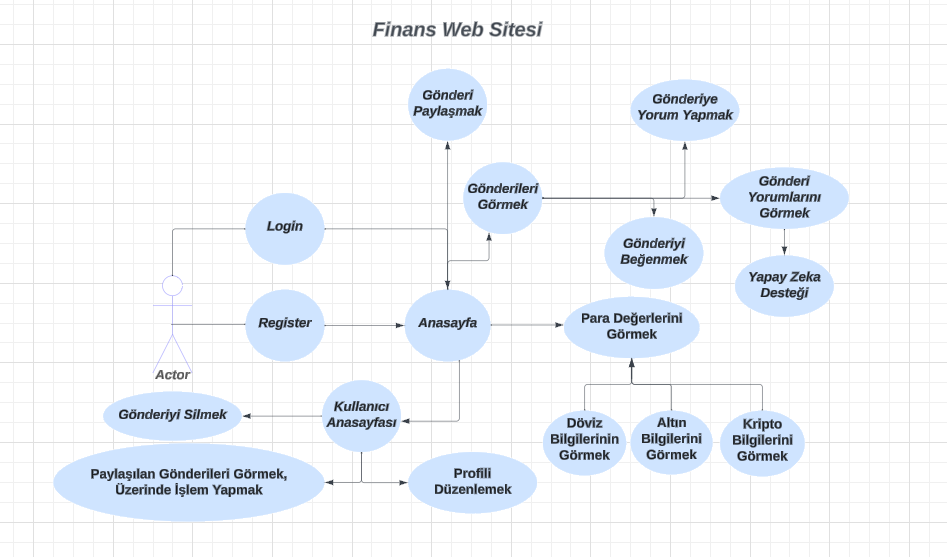 Finans Web Sitesi
Gönderi
Paylaşmak
Gönderiye
Yorum Yapmak
Gönderileri
Görmek
Gönderi
Yorumlarını
Görmek
Login
Gönderiyi
Beğenmek
Yapay Zeka
Desteği
Register
Anasayfa
Para Değerlerini
Görmek
Actor
Gönderiyi Silmek
Kullanıcı
Anasayfası
Döviz
Bilgilerinin
Görmek
Altın
Bilgilerini
Görmek
Kripto
Bilgilerini
Görmek
Paylaşılan Gönderileri Görmek,
Üzerinde İşlem Yapmak
Profili
Düzenlemek